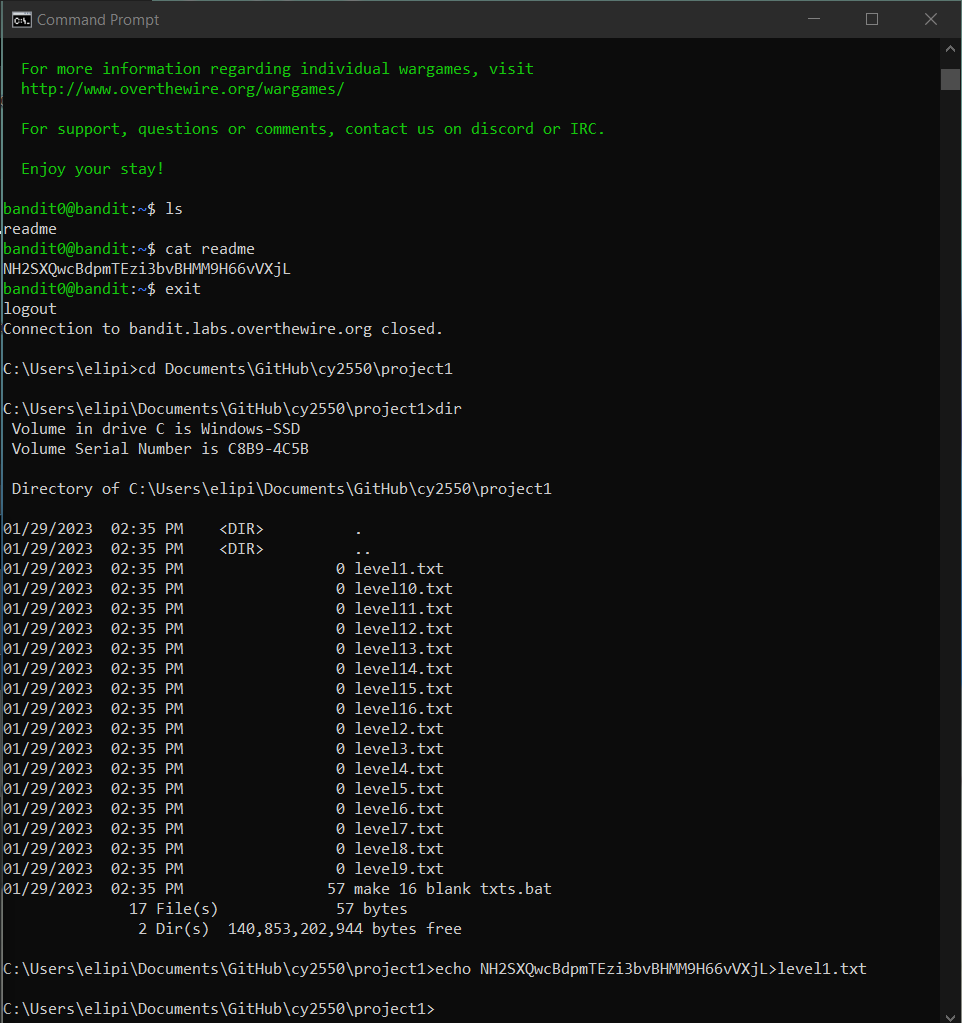 Command Prompt
For more information regarding individual wargames, visit
http://www.overthewire.org/wargames/
For support, questions or comments, contact us on discord or IRC.
Enjoy your stay!
bandit0@bandit:~$ ls
readme
bandit0@bandit:~$ cat readme
NH2SXQwcBdpmTEzi3bvBHMM9H66vVXjL
bandit0@bandit:~$ exit
logout
Connection to bandit.labs.overthewire.org closed.
C:\Users\elipi>cd Documents\GitHub\cy2550\project1
C:\Users\elipi\Documents\GitHub\cy2550\project1>dir
Volume in drive C is Windows-SSD
Volume Serial Number is C8B9-4C5B
Directory of C:\Users\elipi\Documents\GitHub\cy2550\project1
01/29/2023  02:35 PM    <DIR>          .
01/29/2023  02:35 PM    <DIR>          ..
01/29/2023  02:35 PM                 0 level1.txt
01/29/2023  02:35 PM                 0 level10.txt
01/29/2023  02:35 PM                 0 level11.txt
01/29/2023  02:35 PM                 0 level12.txt
01/29/2023  02:35 PM                 0 level13.txt
01/29/2023  02:35 PM                 0 level14.txt
01/29/2023  02:35 PM                 0 level15.txt
01/29/2023  02:35 PM                 0 level16.txt
01/29/2023  02:35 PM                 0 level2.txt
01/29/2023  02:35 PM                 0 level3.txt
01/29/2023  02:35 PM                 0 level4.txt
01/29/2023  02:35 PM                 0 level5.txt
01/29/2023  02:35 PM                 0 level6.txt
01/29/2023  02:35 PM                 0 level7.txt
01/29/2023  02:35 PM                 0 level8.txt
01/29/2023  02:35 PM                 0 level9.txt
01/29/2023  02:35 PM                57 make 16 blank txts.bat
17 File(s)             57 bytes
2 Dir(s)  140,853,202,944 bytes free
C:\Users\elipi\Documents\GitHub\cy2550\project1>echo NH2SXQwcBdpmTEzi3bvBHMM9H66vVXjL>level1.txt
C:\Users\elipi\Documents\GitHub\cy2550\project1>